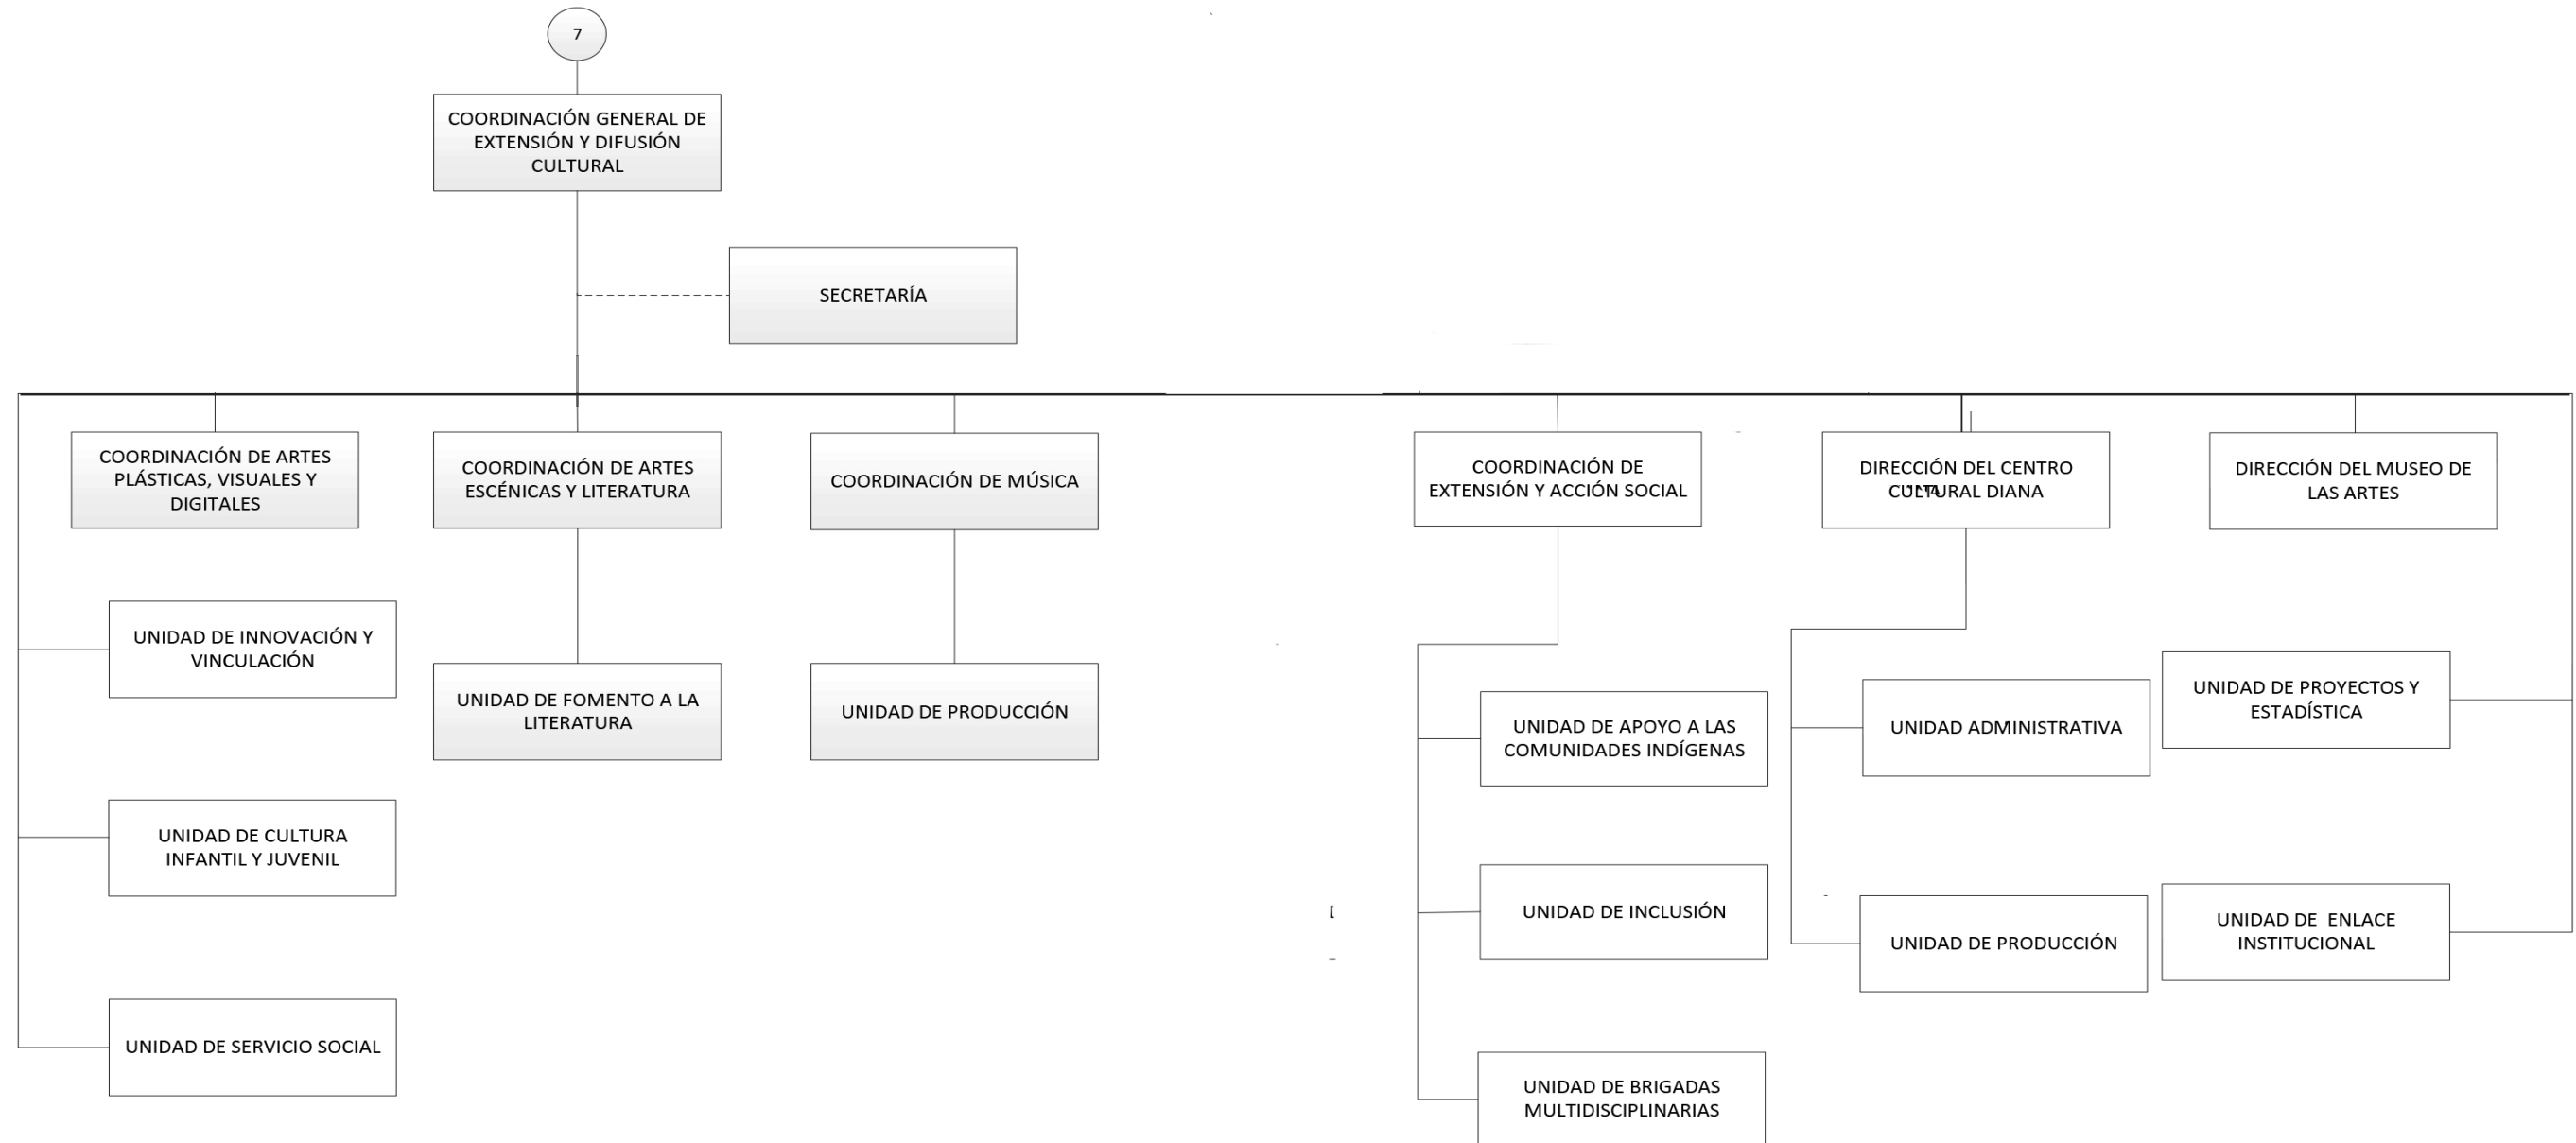 7
COORDINACIÓN GENERAL DE
EXTENSIÓN Y DIFUSIÓN
CULTURAL
SECRETARÍA
COORDINACIÓN DE ARTES
PLÁSTICAS, VISUALES Y
DIGITALES
COORDINACIÓN DE ARTES
ESCÉNICAS Y LITERATURA
COORDINACIÓN DE MÚSICA
COORDINACIÓN DE
EXTENSIÓN Y ACCIÓN SOCIAL
DIRECCIÓN DEL CENTRO
CULTURAL DIANA
DIRECCIÓN DEL MUSEO DE
LAS ARTES
UNIDAD DE INNOVACIÓN Y
VINCULACIÓN
UNIDAD DE CULTURA
INFANTIL Y JUVENIL
UNIDAD DE SERVICIO SOCIAL
UNIDAD DE FOMENTO A LA
LITERATURA
UNIDAD DE PRODUCCIÓN
UNIDAD DE APOYO A LAS
COMUNIDADES INDÍGENAS
UNIDAD DE INCLUSIÓN
UNIDAD DE BRIGADAS
MULTIDISCIPLINARIAS
UNIDAD ADMINISTRATIVA
UNIDAD DE PRODUCCIÓN
UNIDAD DE PROYECTOS Y
ESTADÍSTICA
UNIDAD DE  ENLACE
INSTITUCIONAL